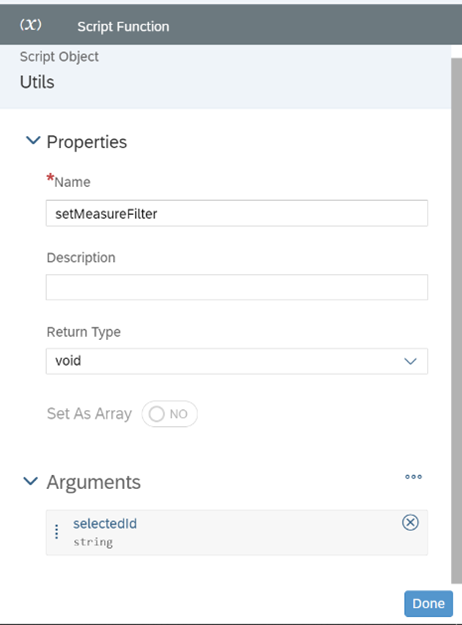 (x) Script Function
Script Object
Utils
Properties
*Name
setMeasureFilter
Description
Return Type
void
Set As Array NO
Arguments
selectedId
string
Done